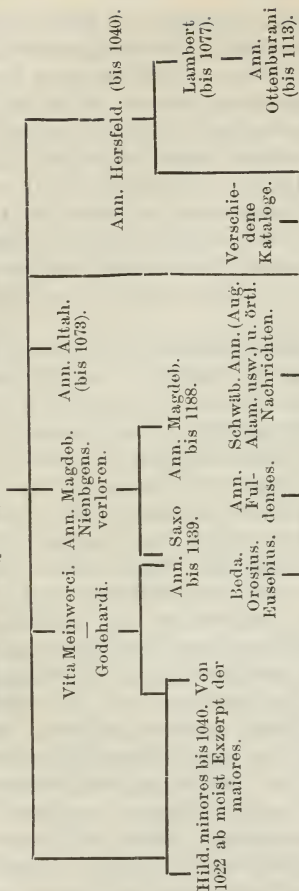 Vita Meinwerci.
—
Godehardi.
Ann. Magdeb.
Nienbgens.
verloren.
Ann. Altah.
(bis 1073).
Ann. Hersfeld. (bis 1040).
Hild. minores bis 1040. Von
1022 ab meist Exzerpt der
maiores.
Ann. Saxo
bis 1139.
Ann. Magdeb.
bis 1188.
Lambert
(bis 1077)
Ann.
Ottenburani
(bis 1113).
Beda.
Orosius.
Eusebius.
Ann.
Ful-
denses.
Schwäb. Ann. (Aug.
Alam. usw.) u. örtl.
Nachrichten.
Verschie-
dene
Kataloge.